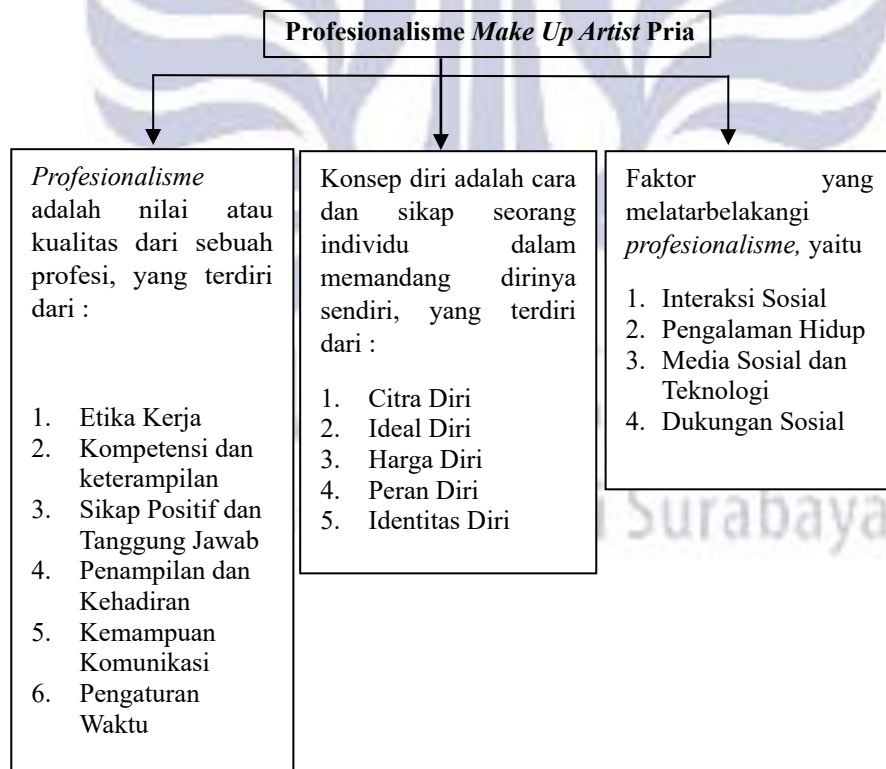 Profesionalisme Make Up Artist Pria
Profesionalisme
adalah nilai atau
kualitas dari sebuah
profesi, yang terdiri
dari :
1. Etika Kerja
2. Kompetensi dan
keterampilan
3. Sikap Positif dan
Tanggung Jawab
4. Penampilan dan
Kehadiran
5. Kemampuan
Komunikasi
6. Pengaturan
Waktu
Konsep diri adalah cara
dan sikap seorang
individu dalam
memandang dirinya
sendiri, yang terdiri
dari :
1. Citra Diri
2. Ideal Diri
3. Harga Diri
4. Peran Diri
5. Identitas Diri
Faktor yang
melatarbelakangi
profesionalisme, yaitu
1. Interaksi Sosial
2. Pengalaman Hidup
3. Media Sosial dan
Teknologi
4. Dukungan Sosial
Surabaya